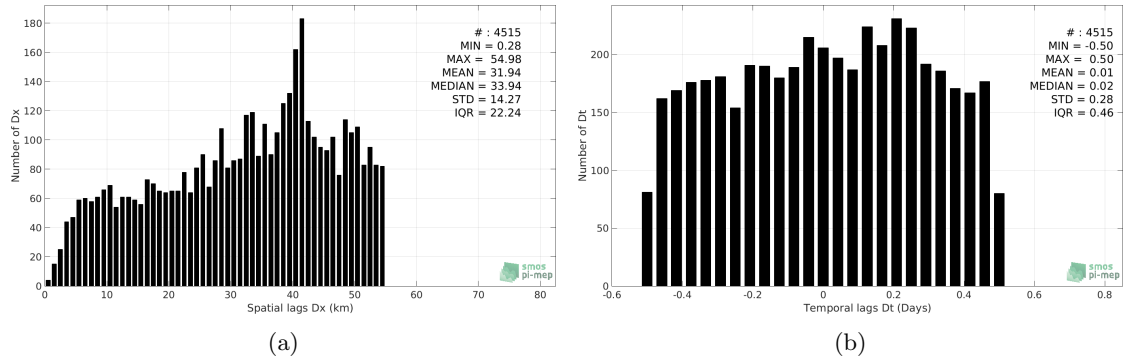 180
160
140
120
100
80
60
40
20
0
Number of Dx
# : 4515
MIN = 0.28
MAX = 54.98
MEAN = 31.94
MEDIAN = 33.94
STD = 14.27
IQR = 22.24
smos
pi-mep
0 10 20 30 40 50 60 70 80
Spatial lags Dx (km)
(a)
200
150
100
50
0
Number of Dt
# : 4515
MIN = -0.50
MAX = 0.50
MEAN = 0.01
MEDIAN = 0.02
STD = 0.28
IQR = 0.46
smos
pi-mep
-0.6 -0.4 -0.2 0 0.2 0.4 0.6 0.8
Temporal lags Dt (Days)
(b)